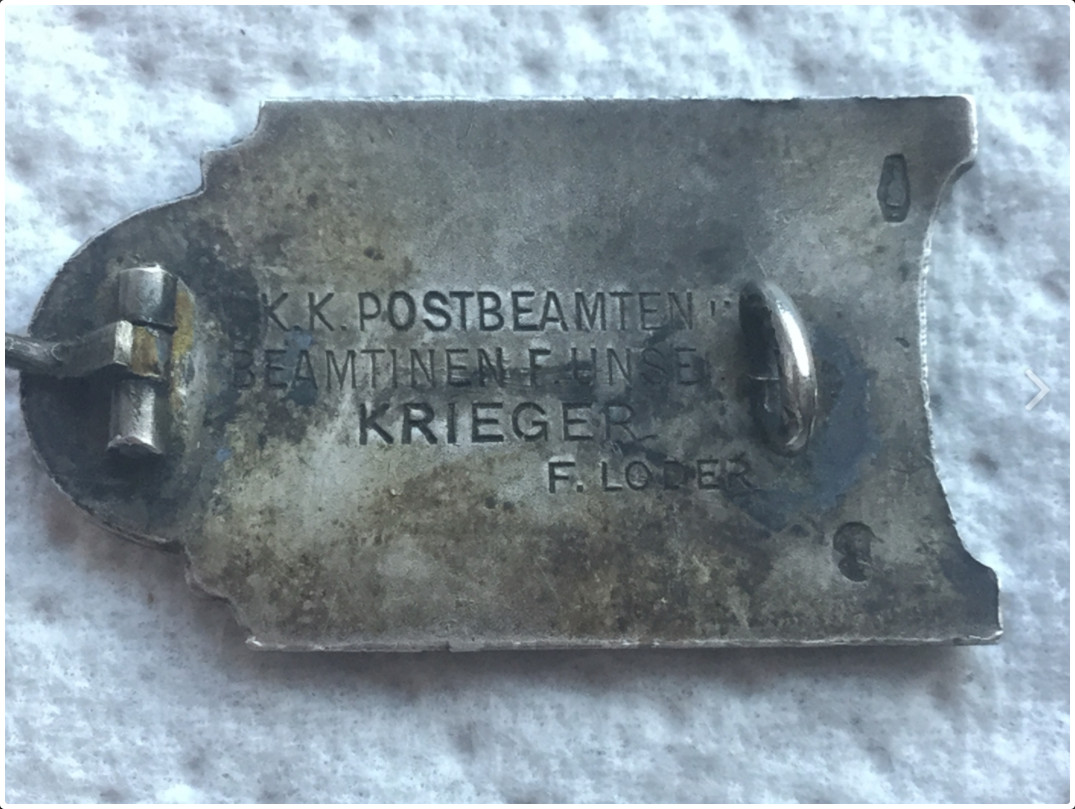 K.K. POSTBEAMTEN
BEAMTINEN F. UNSE
KRIEGER
F. LODER